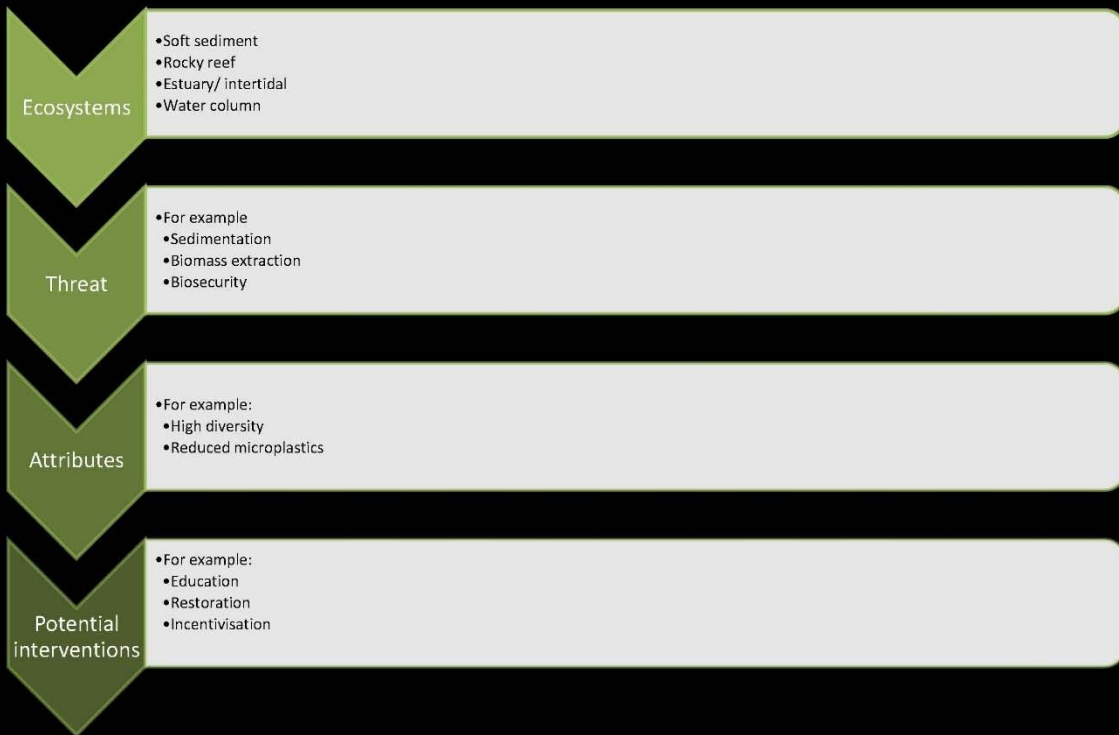 Ecosystems
•Soft sediment
•Rocky reef
•Estuary/ intertidal
•Water column
Threat
•For example
•Sedimentation
•Biomass extraction
•Biosecurity
Attributes
•For example:
•High diversity
•Reduced microplastics
Potential
interventions
•For example:
•Education
•Restoration
•Incentivisation